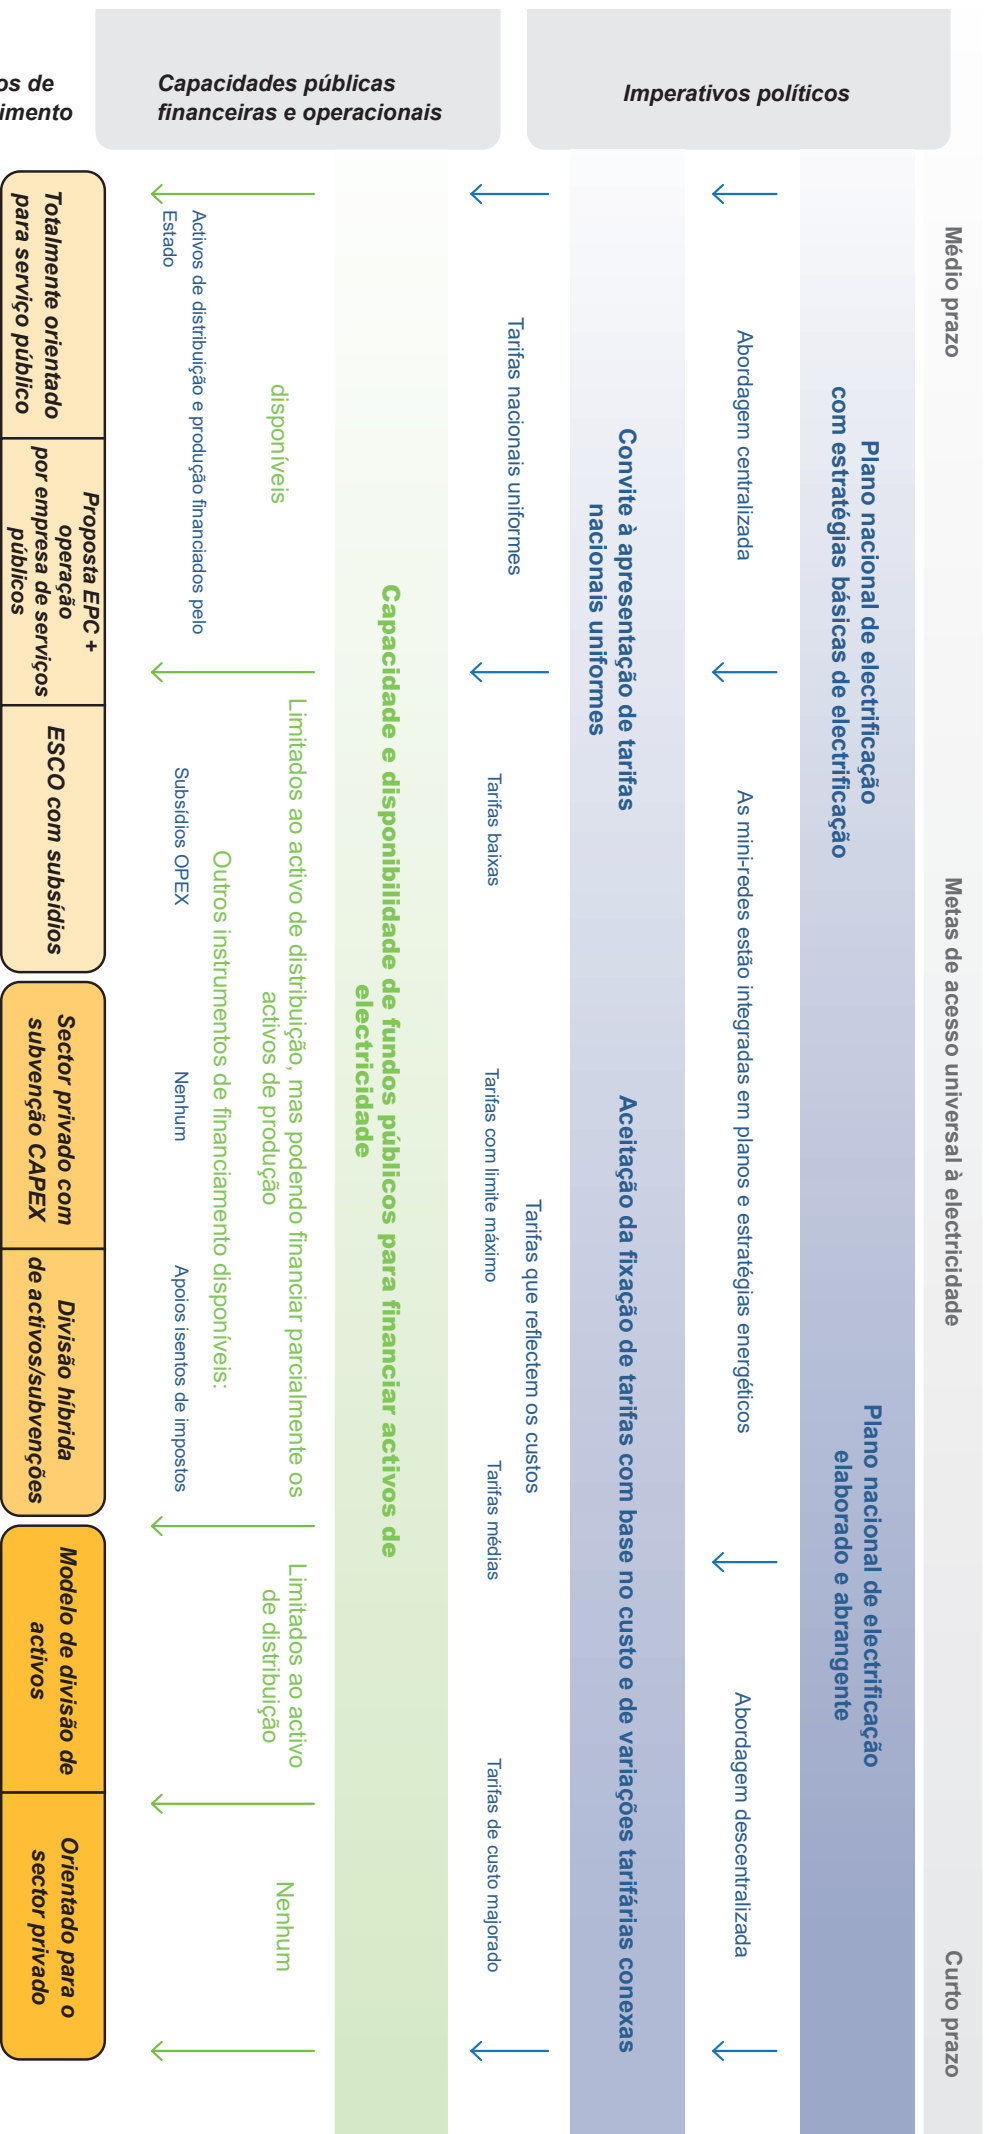 Médio prazo
Metas de acesso universal à electricidade
Curto prazo
Imperativos políticos
Plano nacional de electrificação
com estratégias básicas de electrificação
Plano nacional de electrificação
elaborado e abrangente
Abordagem centralizada
As mini-redes estão integradas em planos e estratégias energéticos
Abordagem descentralizada
Convite à apresentação de tarifas
nacionais uniformes
Aceitação da fixação de tarifas com base no custo e de variações tarifárias conexas
Tarifas nacionais uniformes
Tarifas que reflectem os custos
Tarifas baixas
Tarifas com limite máximo
Tarifas médias
Tarifas de custo majorado
Capacidades públicas
financeiras e operacionais
Capacidade e disponibilidade de fundos públicos para financiar activos de
electricidade
disponíveis
Activos de distribuição e produção financiados pelo
Estado
Limitados ao activo de distribuição, mas podendo financiar parcialmente os
activos de produção
Outros instrumentos de financiamento disponíveis:
Subsídios OPEX
Nenhum
Apoios isentos de impostos
Limitados ao activo
de distribuição
Nenhum
os de
imento
Totalmente orientado
para serviço público
Proposta EPC +
operação
por empresa de serviços
públicos
ESCO com subsídios
Sector privado com
subvenção CAPEX
Divisão híbrida
de activos/subvenções
Modelo de divisão de
activos
Orientado para o
sector privado